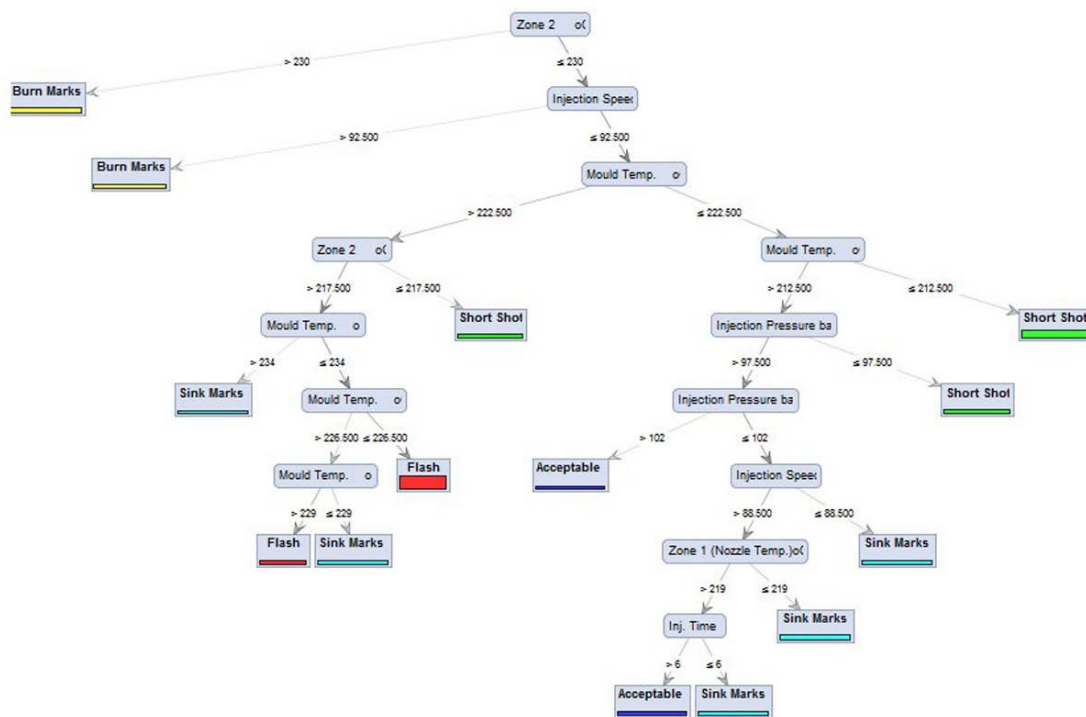 Zone 2 oC
> 230
≤ 230
Burn Marks
Injection Speed
> 92.500
≤ 92.500
Burn Marks
Mould Temp. o
> 222.500
≤ 222.500
Zone 2 oC
Mould Temp. o
> 217.500
≤ 217.500
> 212.500
≤ 212.500
Mould Temp. o
Short Shot
Injection Pressure ba
Short Shot
> 234
≤ 234
> 97.500
≤ 97.500
Sink Marks
Mould Temp. o
Injection Pressure ba
Short Shot
> 226.500
≤ 226.500
> 102
≤ 102
Mould Temp. o
Flash
Acceptable
Injection Speed
> 229
≤ 229
> 88.500
≤ 88.500
Flash
Sink Marks
Zone 1 (Nozzle Temp.)oC
Sink Marks
> 219
≤ 219
Inj. Time
Sink Marks
> 6
≤ 6
Acceptable
Sink Marks